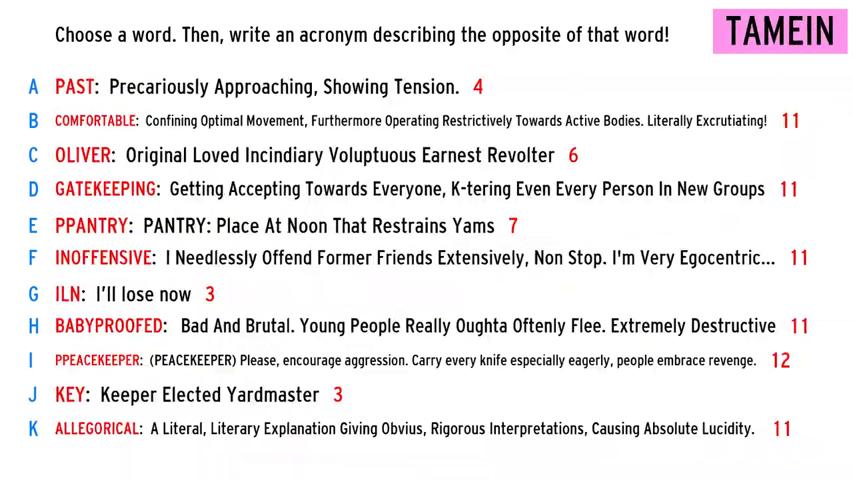 Choose a word. Then, write an acronym describing the opposite of that word!
TAMEIN
A PAST: Precariously Approaching, Showing Tension. 4
B COMFORTABLE: Confining Optimal Movement, Furthermore Operating Restrictively Towards Active Bodies. Literally Excrutiating! 11
C OLIVER: Original Loved Incindiary Voluptuous Earnest Revolter 6
D GATEKEEPING: Getting Accepting Towards Everyone, K-tering Even Every Person In New Groups 11
E PPANTRY: PANTRY: Place At Noon That Restrains Yams 7
F INOFFENSIVE: I Needlessly Offend Former Friends Extensively, Non Stop. I'm Very Egocentric... 11
G ILN: I'll lose now 3
H BABYPROOFED: Bad And Brutal. Young People Really Oughta Oftenly Flee. Extremely Destructive 11
I PPEACEKEEPER: (PEACEKEEPER) Please, encourage aggression. Carry every knife especially eagerly, people embrace revenge. 12
J KEY: Keeper Elected Yardmaster 3
K ALLEGORICAL: A Literal, Literary Explanation Giving Obvius, Rigorous Interpretations, Causing Absolute Lucidity. 11